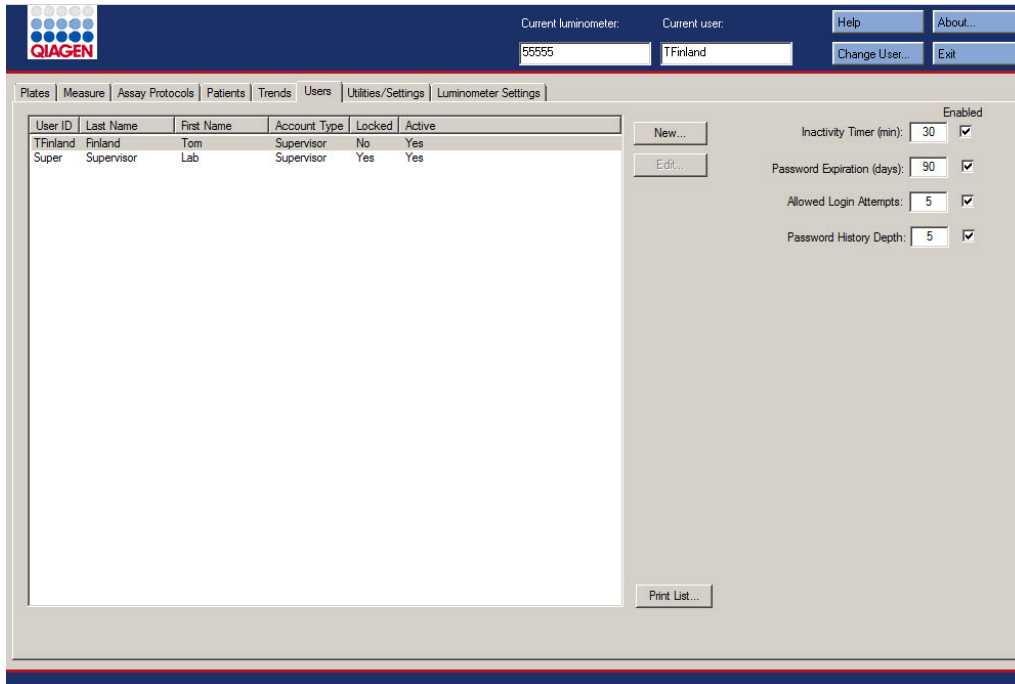 QIAGEN
Current luminometer: Current user: Help About...
55555 TFinland Change User... Exit
Plates Measure Assay Protocols Patients Trends Users Utilities/Settings Luminometer Settings
Enabled
User ID Last Name First Name Account Type Locked Active
TFinland Finland Tom Supervisor No Yes
Super Supervisor Lab Supervisor Yes Yes
New...
Edit...
Inactivity Timer (min): 30
Password Expiration (days): 90
Allowed Login Attempts: 5
Password History Depth: 5
Print List...